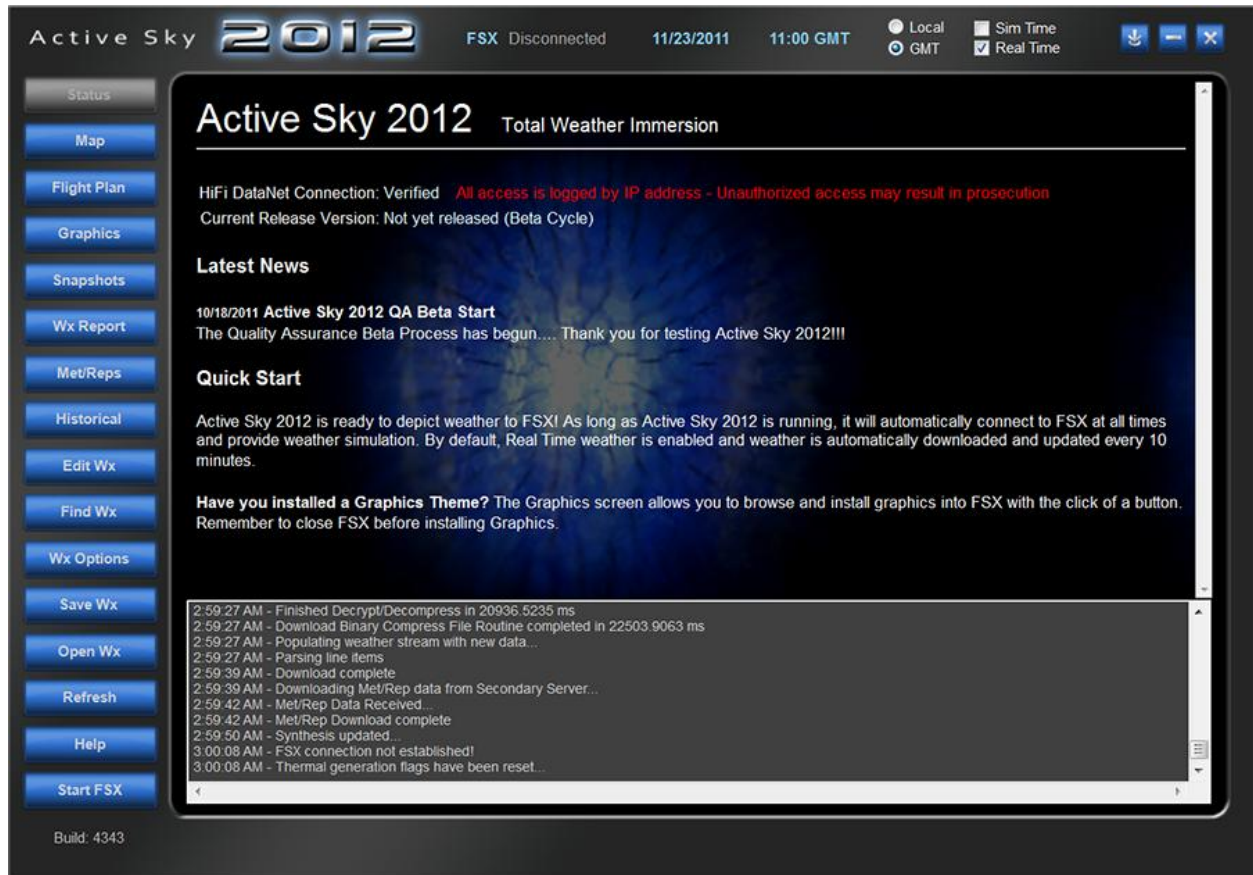 Active Sky 2012
FSX Disconnected
11/23/2011
11:00 GMT
Local
GMT
Sim Time
Real Time
Status
Map
Flight Plan
Graphics
Snapshots
Wx Report
Met/Reps
Historical
Edit Wx
Find Wx
Wx Options
Save Wx
Open Wx
Refresh
Help
Start FSX
Build: 4343
Active Sky 2012 Total Weather Immersion
HiFi DataNet Connection: Verified All access is logged by IP address - Unauthorized access may result in prosecution
Current Release Version: Not yet released (Beta Cycle)
Latest News
10/18/2011 Active Sky 2012 QA Beta Start
The Quality Assurance Beta Process has begun.... Thank you for testing Active Sky 2012!!!
Quick Start
Active Sky 2012 is ready to depict weather to FSX! As long as Active Sky 2012 is running, it will automatically connect to FSX at all times
and provide weather simulation. By default, Real Time weather is enabled and weather is automatically downloaded and updated every 10
minutes.
Have you installed a Graphics Theme? The Graphics screen allows you to browse and install graphics into FSX with the click of a button.
Remember to close FSX before installing Graphics.
2:59:27 AM - Finished Decrypt/Decompress in 20936.5235 ms
2:59:27 AM - Download Binary Compress File Routine completed in 22503.9063 ms
2:59:27 AM - Populating weather stream with new data...
2:59:27 AM - Parsing line items
2:59:39 AM - Download complete
2:59:39 AM - Downloading Met/Rep data from Secondary Server...
2:59:42 AM - Met/Rep Data Received...
2:59:42 AM - Met/Rep Download complete
2:59:50 AM - Synthesis updated...
3:00:08 AM - FSX connection not established!
3:00:08 AM - Thermal generation flags have been reset...